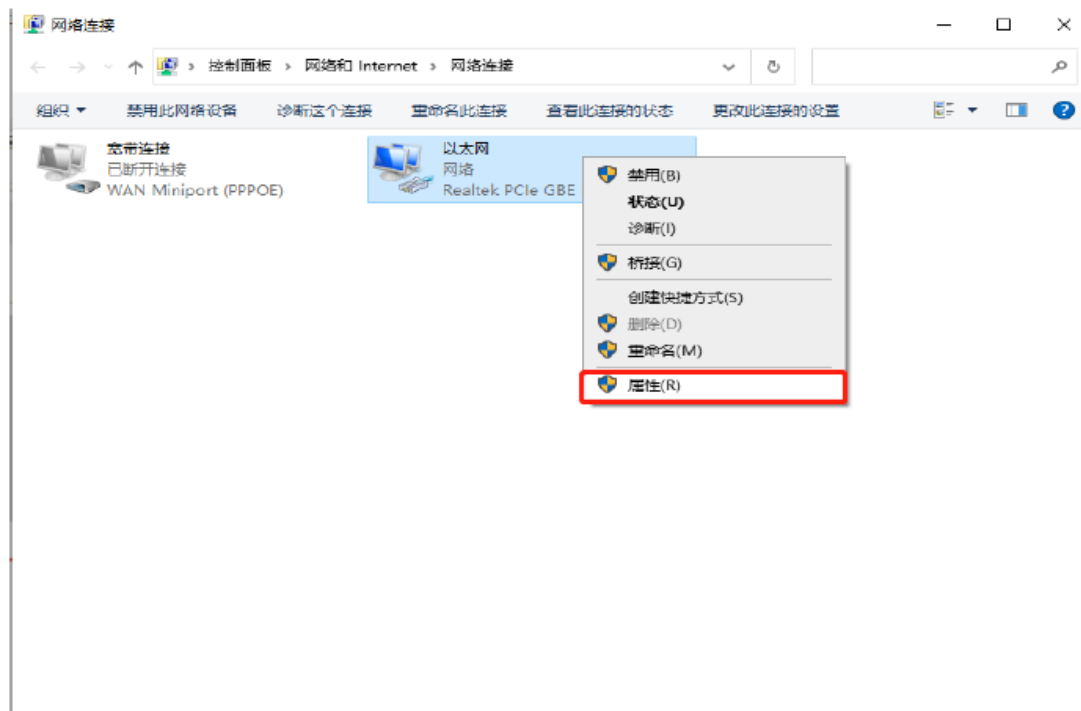 网络连接
控制面板 › 网络和 Internet › 网络连接
组织 禁用此网络设备 诊断这个连接 重命名此连接 查看此连接的状态 更改此连接的设置
宽带连接
已断开连接
WAN Miniport (PPPOE)
以太网
网络
Realtek PCIe GBE
禁用(B)
状态(U)
诊断(I)
桥接(G)
创建快捷方式(S)
删除(D)
重命名(M)
属性(R)